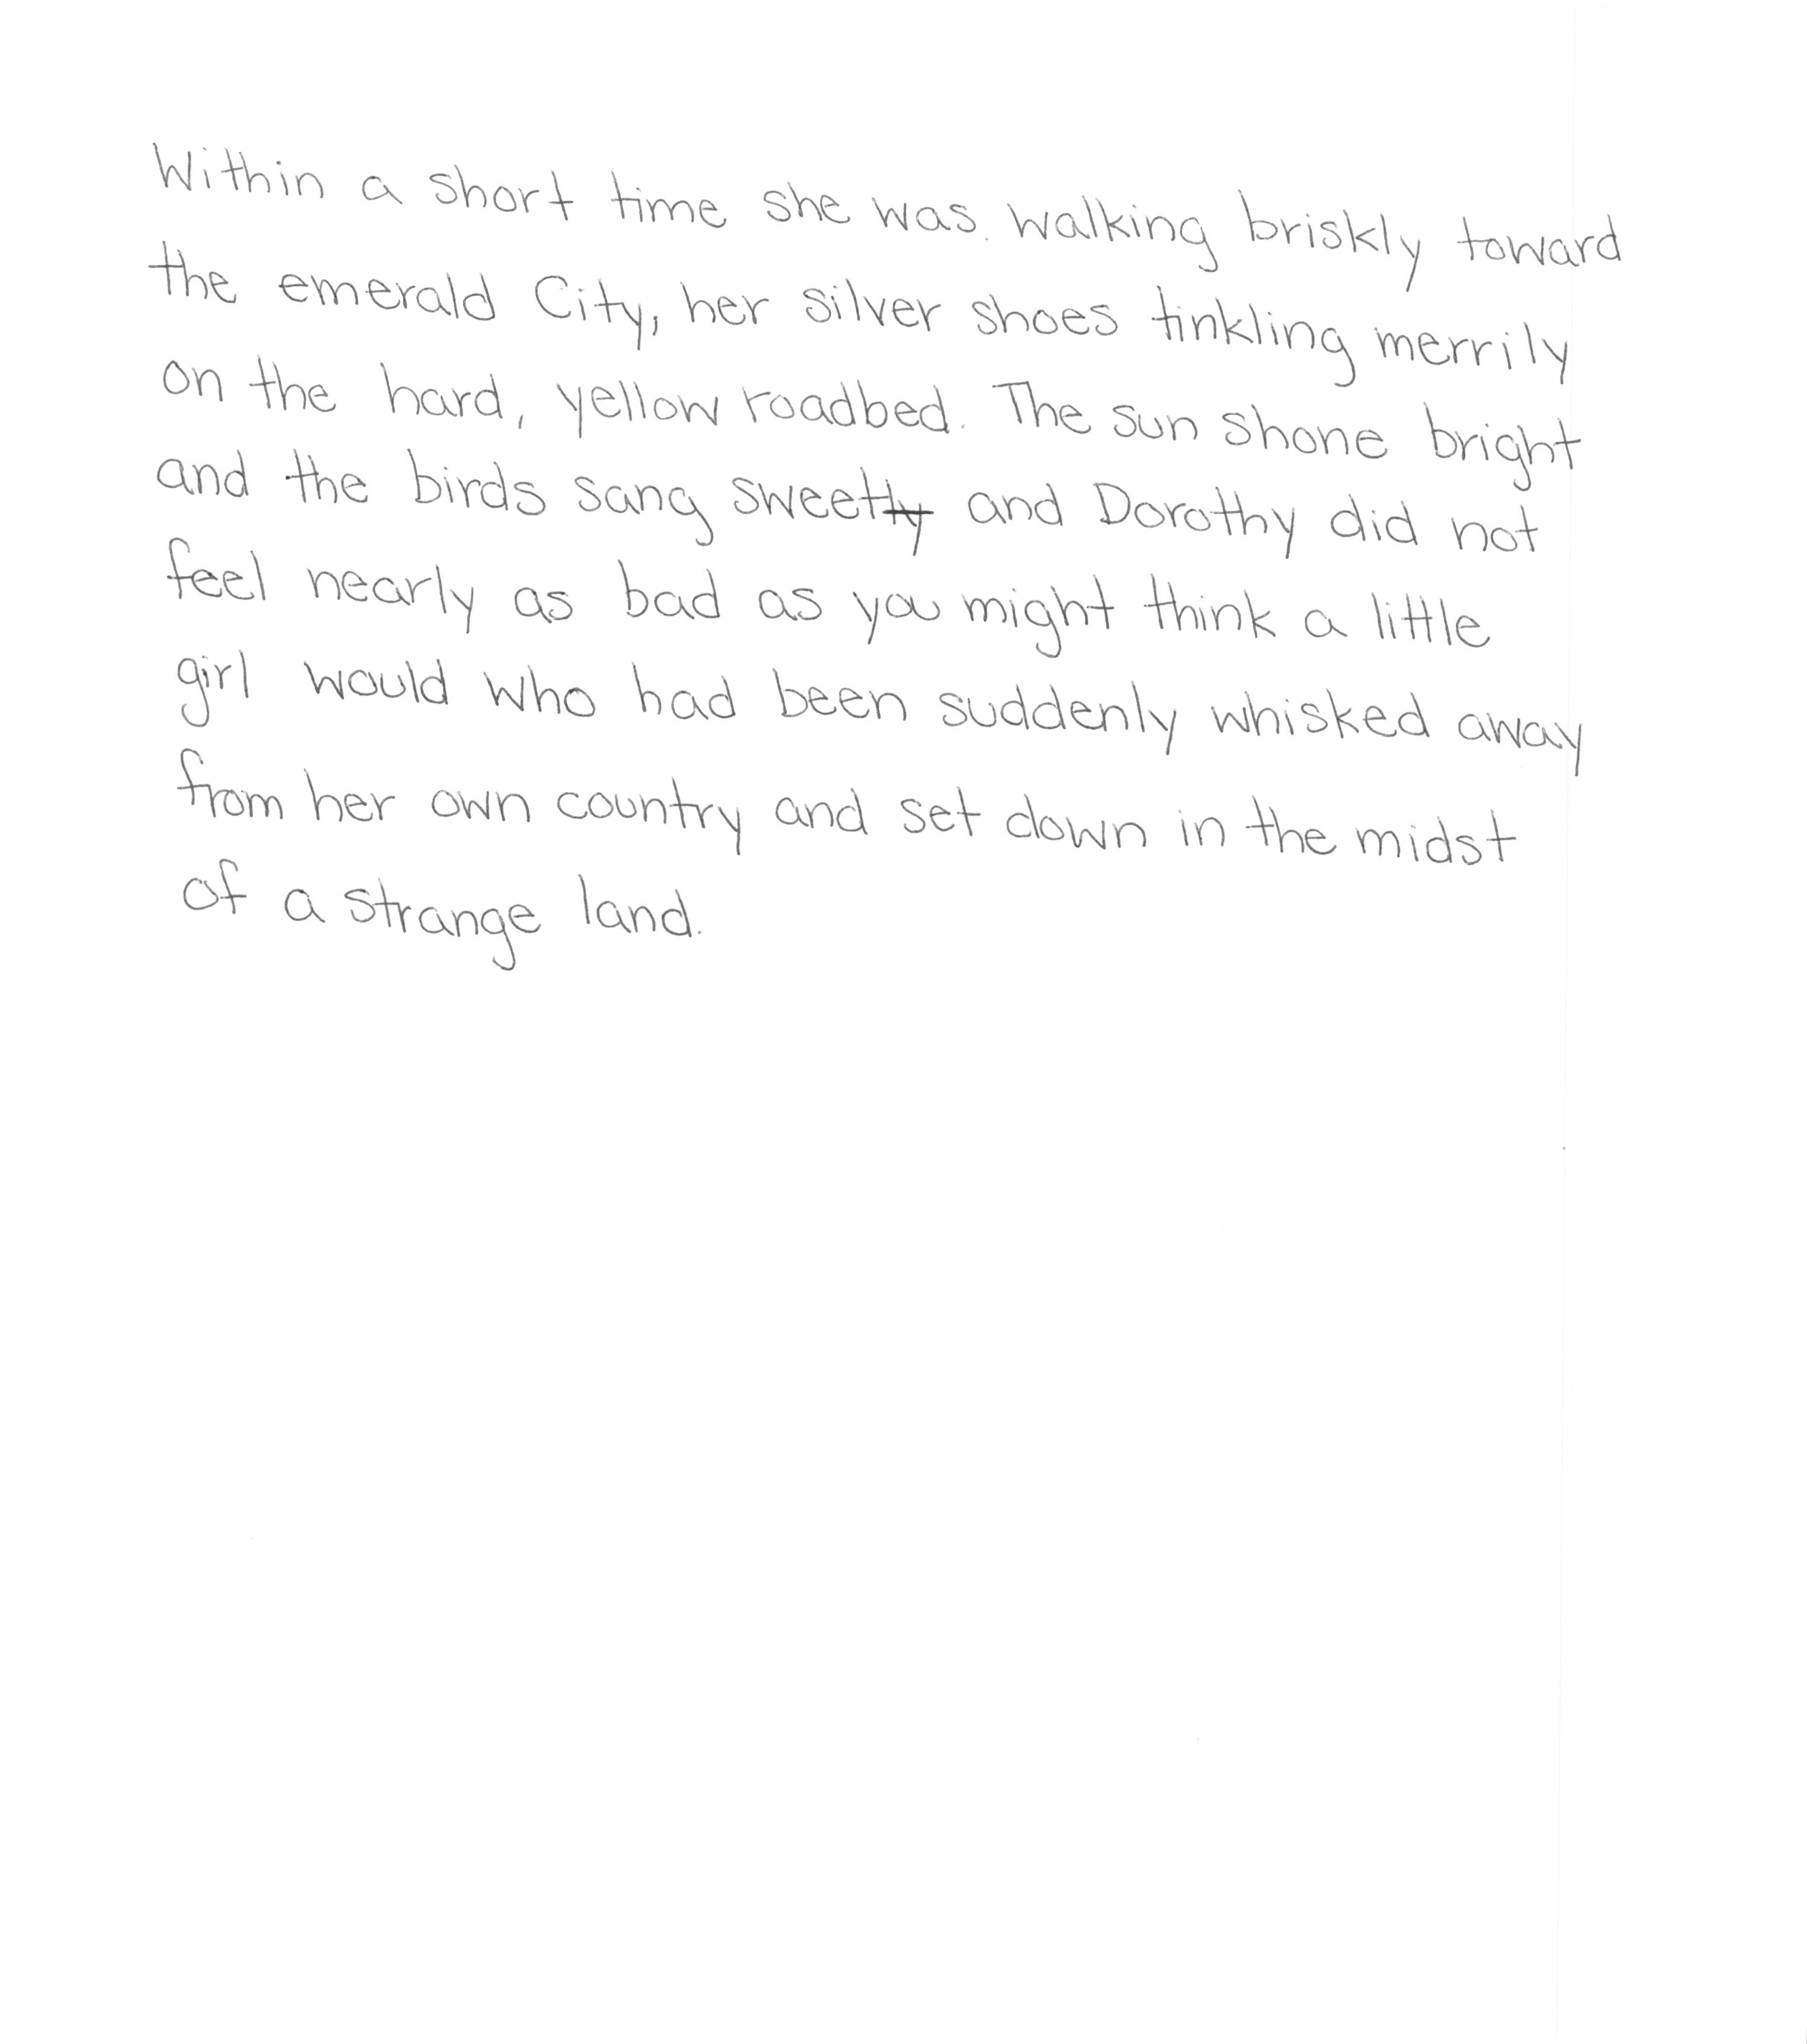 Within a short time she was walking briskly toward
the emerald City, her silver shoes tinkling merrily
on the hard, yellow roadbed. The sun shone bright
and the birds sang sweet and Dorothy did not
feel nearly as bad as you might think a little
girl would who had been suddenly whisked away
from her own country and set down in the midst
of a strange land.